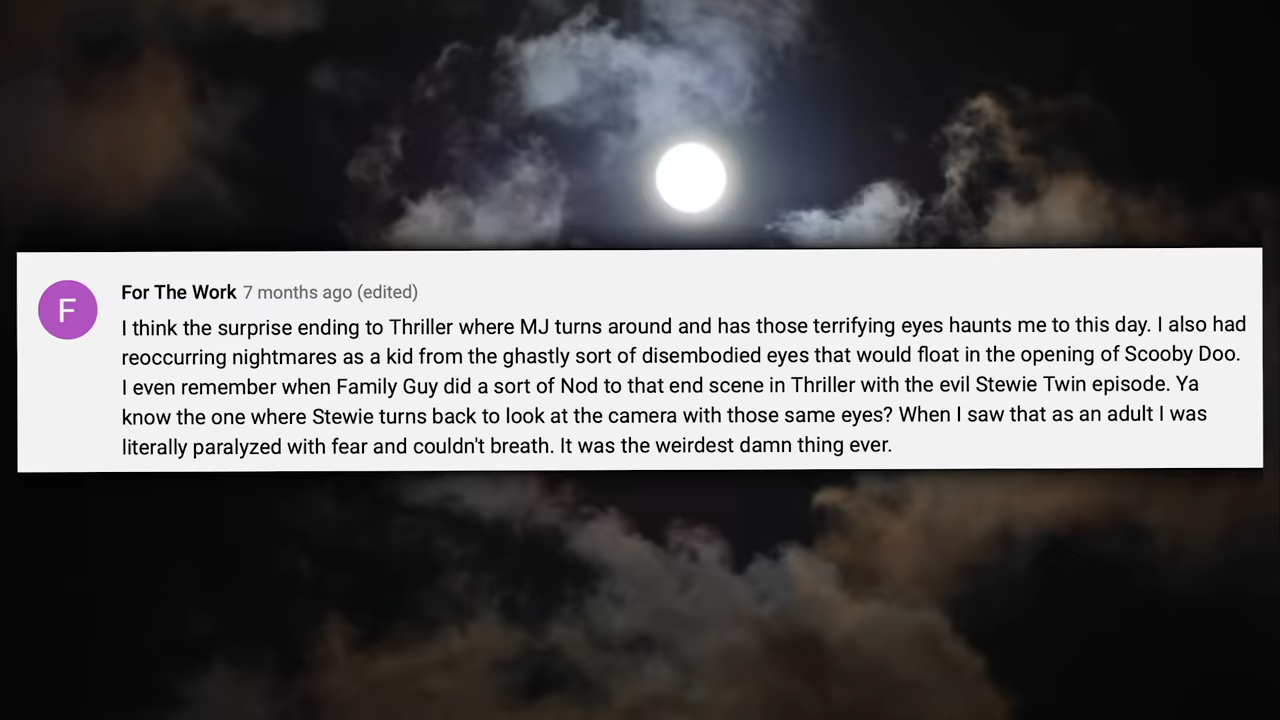 F
For The Work 7 months ago (edited)
I think the surprise ending to Thriller where MJ turns around and has those terrifying eyes haunts me to this day. I also had
reoccurring nightmares as a kid from the ghastly sort of disembodied eyes that would float in the opening of Scooby Doo.
I even remember when Family Guy did a sort of Nod to that end scene in Thriller with the evil Stewie Twin episode. Ya
know the one where Stewie turns back to look at the camera with those same eyes? When I saw that as an adult I was
literally paralyzed with fear and couldn't breath. It was the weirdest damn thing ever.